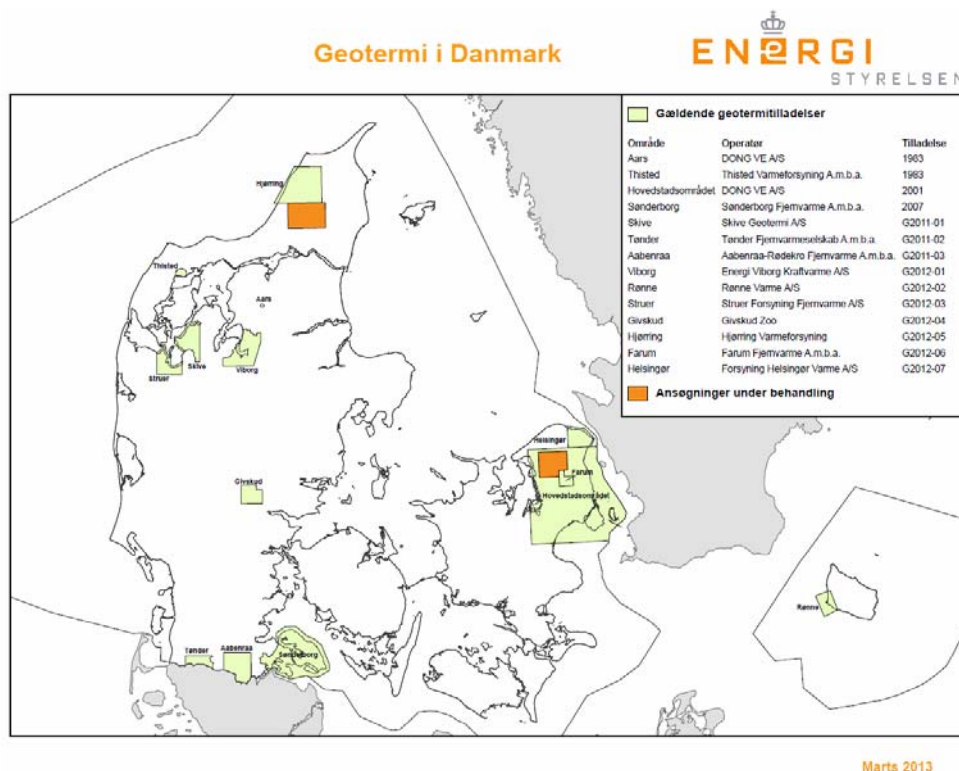 Geotermi i Danmark
ENERGI
STYRELSEN
Gældende geotermitilladelser
Område Operatør Tilladelse
Aars DONG VE A/S 1983
Thisted Thisted Varmeforsyning A.m.b.a. 1983
Hovedstadsområdet DONG VE A/S 2001
Sønderborg Sønderborg Fjernvarme A.m.b.a. 2007
Skive Skive Geotermi A/S G2011-01
Tønder Tønder Fjernvarmeselskab A.m.b.a. G2011-02
Aabenraa Aabenraa-Rødekro Fjernvarme A.m.b.a. G2011-03
Viborg Energi Viborg Kraftvarme A/S G2012-01
Rønne Rønne Varme A/S G2012-02
Struer Struer Forsyning Fjernvarme A/S G2012-03
Givskud Givskud Zoo G2012-04
Hjørring Hjørring Varmeforsyning G2012-05
Farum Farum Fjernvarme A.m.b.a. G2012-06
Helsingør Forsyning Helsingør Varme A/S G2012-07
Ansøgninger under behandling
Hjørring
Thisted
Aars
Skive
Struer
Viborg
Helsingør
Farum
Hovedstadsområdet
Givskud
Rønne
Tønder
Aabenraa
Sønderborg
Marts 2013